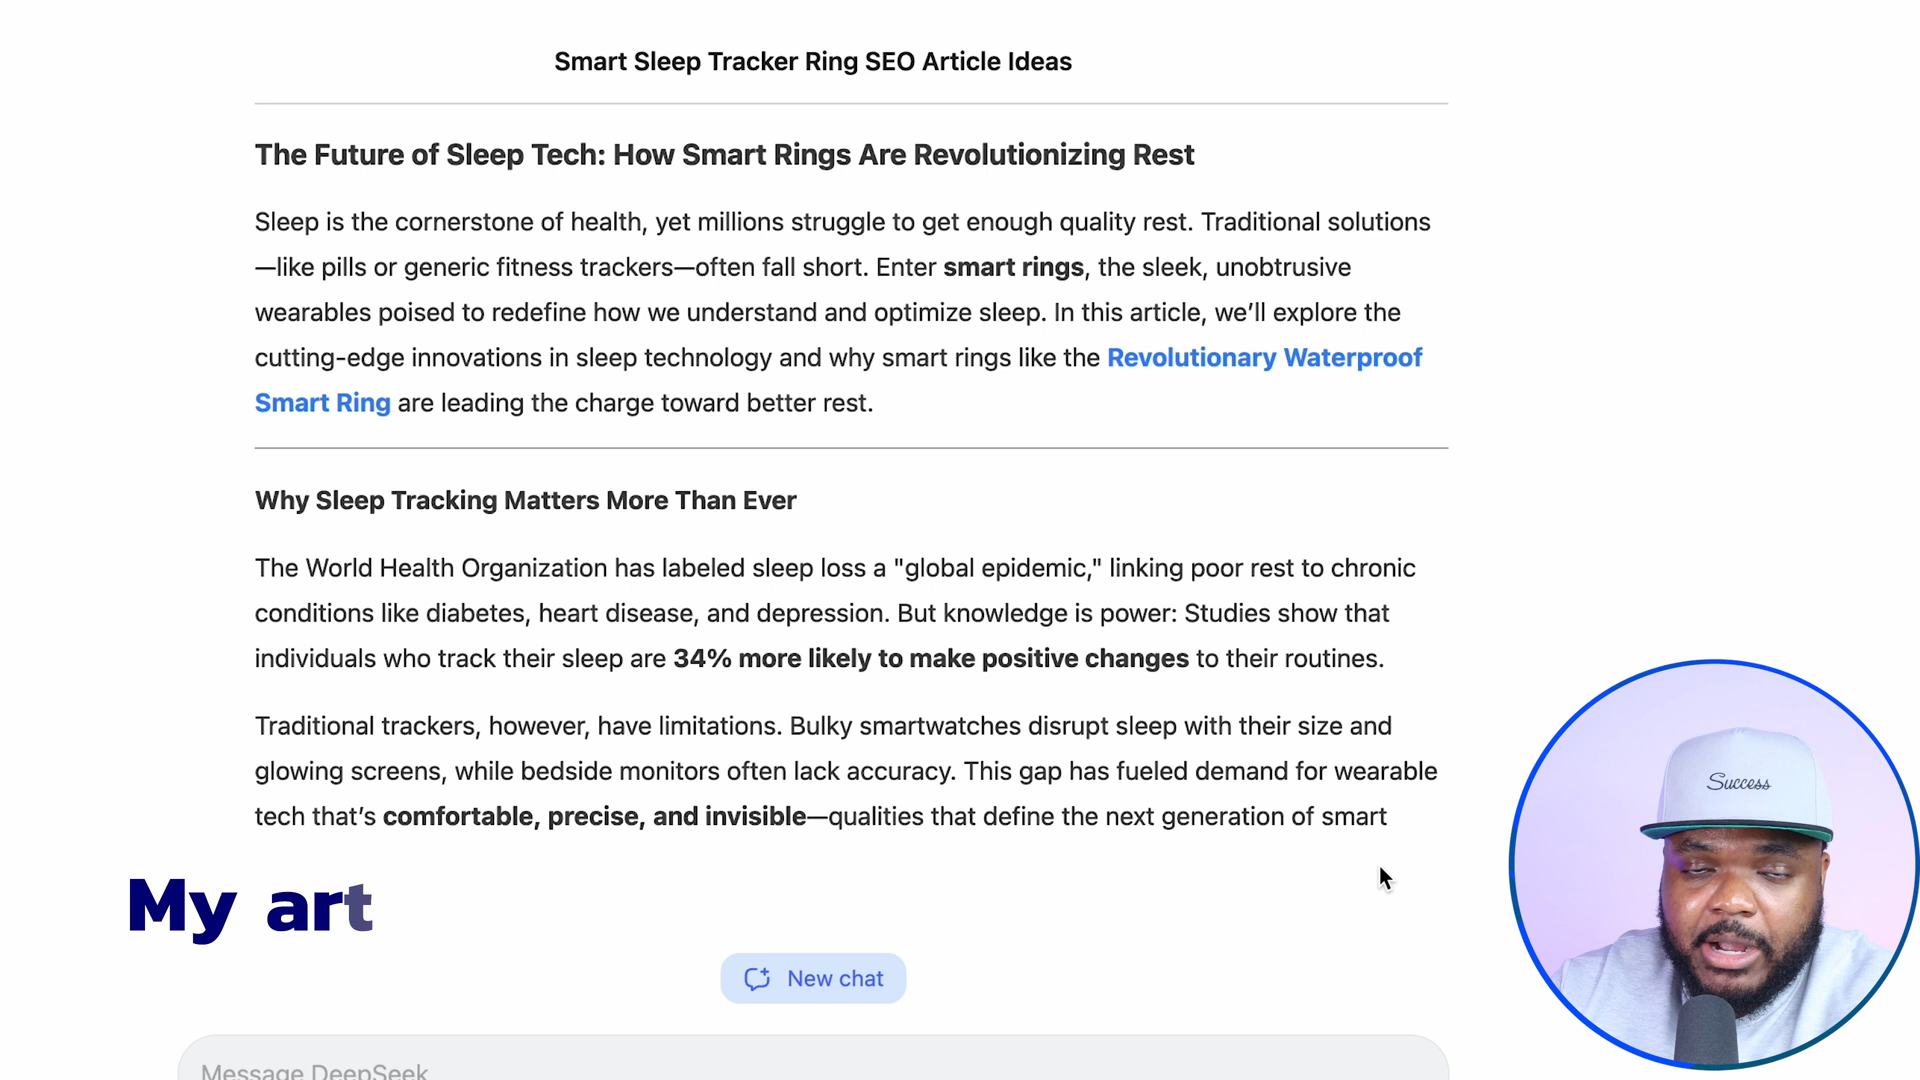 Smart Sleep Tracker Ring SEO Article Ideas
The Future of Sleep Tech: How Smart Rings Are Revolutionizing Rest
Sleep is the cornerstone of health, yet millions struggle to get enough quality rest. Traditional solutions
—like pills or generic fitness trackers—often fall short. Enter smart rings, the sleek, unobtrusive
wearables poised to redefine how we understand and optimize sleep. In this article, we’ll explore the
cutting-edge innovations in sleep technology and why smart rings like the Revolutionary Waterproof
Smart Ring are leading the charge toward better rest.
Why Sleep Tracking Matters More Than Ever
The World Health Organization has labeled sleep loss a "global epidemic," linking poor rest to chronic
conditions like diabetes, heart disease, and depression. But knowledge is power: Studies show that
individuals who track their sleep are 34% more likely to make positive changes to their routines.
Traditional trackers, however, have limitations. Bulky smartwatches disrupt sleep with their size and
glowing screens, while bedside monitors often lack accuracy. This gap has fueled demand for wearable
tech that’s comfortable, precise, and invisible—qualities that define the next generation of smart
My art
New chat
Message DeepSeek
Success